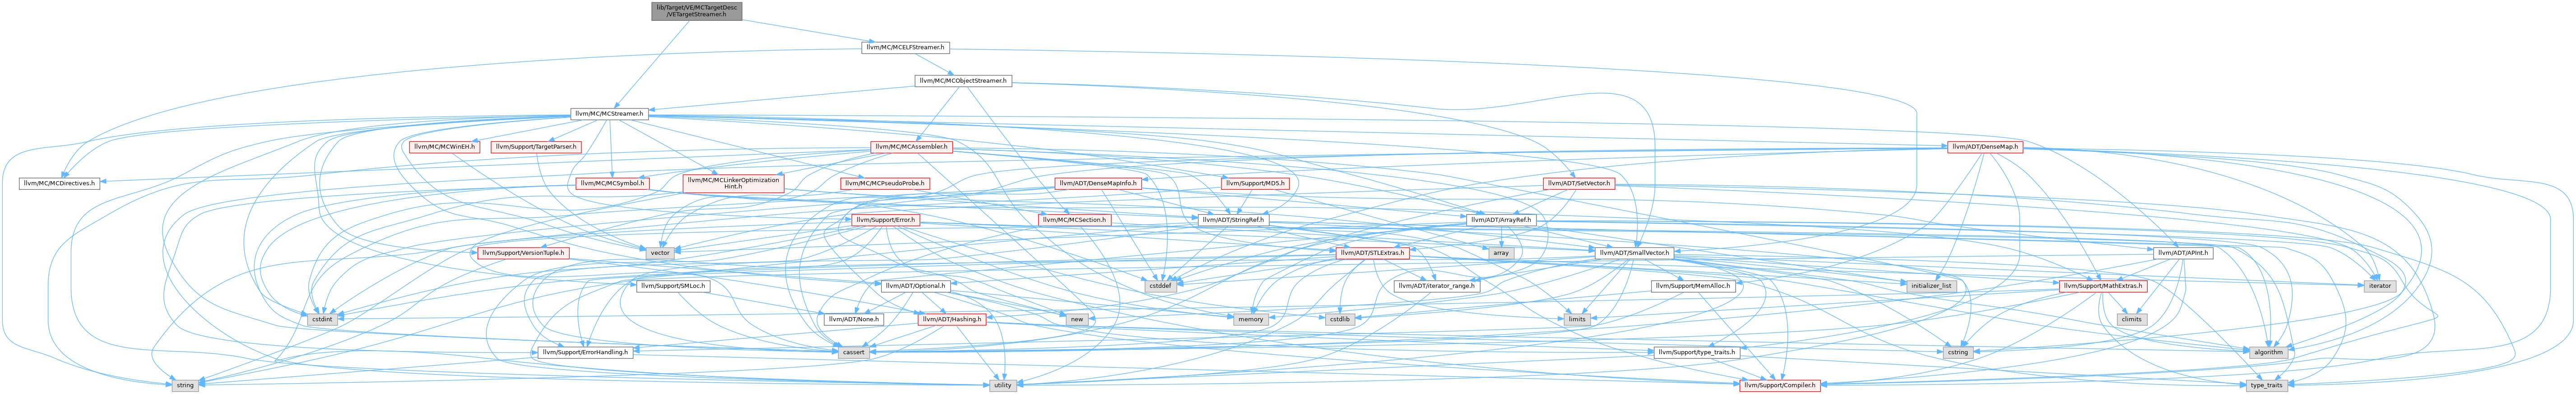 lib/Target/VE/MCTargetDesc
/VETargetStreamer.h
llvm/MC/MCELFStreamer.h
llvm/MC/MCObjectStreamer.h
llvm/MC/MCStreamer.h
llvm/MC/MCWinEH.h
llvm/Support/TargetParser.h
llvm/MC/MCAssembler.h
llvm/ADT/DenseMap.h
llvm/MC/MCDirectives.h
llvm/MC/MCSymbol.h
llvm/MC/MCLinkerOptimization
Hint.h
llvm/MC/MCPseudoProbe.h
llvm/ADT/DenseMapInfo.h
llvm/Support/MD5.h
llvm/ADT/SetVector.h
llvm/Support/Error.h
llvm/MC/MCSection.h
llvm/ADT/StringRef.h
llvm/ADT/ArrayRef.h
llvm/Support/VersionTuple.h
vector
llvm/ADT/STLExtras.h
array
llvm/ADT/SmallVector.h
llvm/ADT/APInt.h
llvm/Support/SMLoc.h
llvm/ADT/Optional.h
cstddef
llvm/ADT/iterator_range.h
llvm/Support/MemAlloc.h
initializer_list
llvm/Support/MathExtras.h
iterator
cstdint
llvm/ADT/None.h
llvm/ADT/Hashing.h
new
memory
cstdlib
limits
climits
llvm/Support/ErrorHandling.h
cassert
llvm/Support/type_traits.h
cstring
algorithm
string
utility
llvm/Support/Compiler.h
type_traits